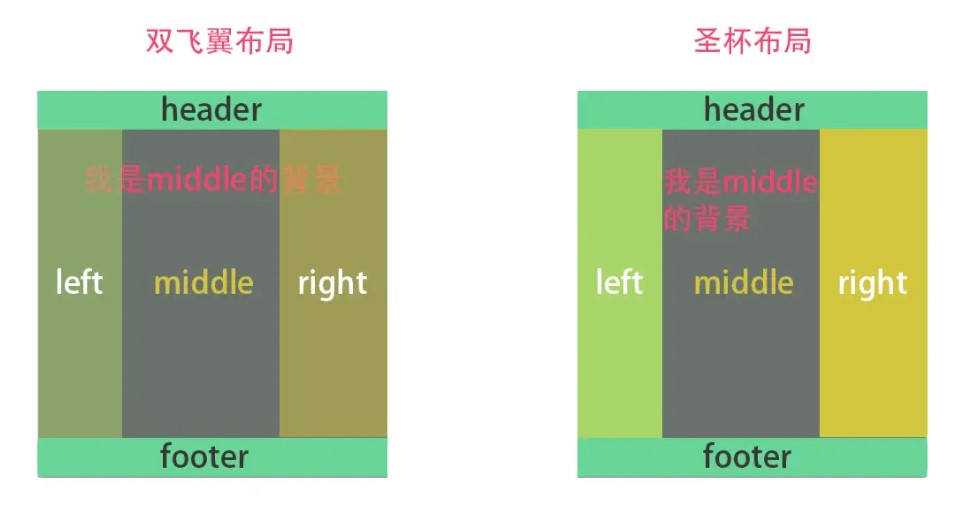 双飞翼布局
header
我是middle的背景
left
middle
right
footer
圣杯布局
header
我是middle
的背景
left
middle
right
footer